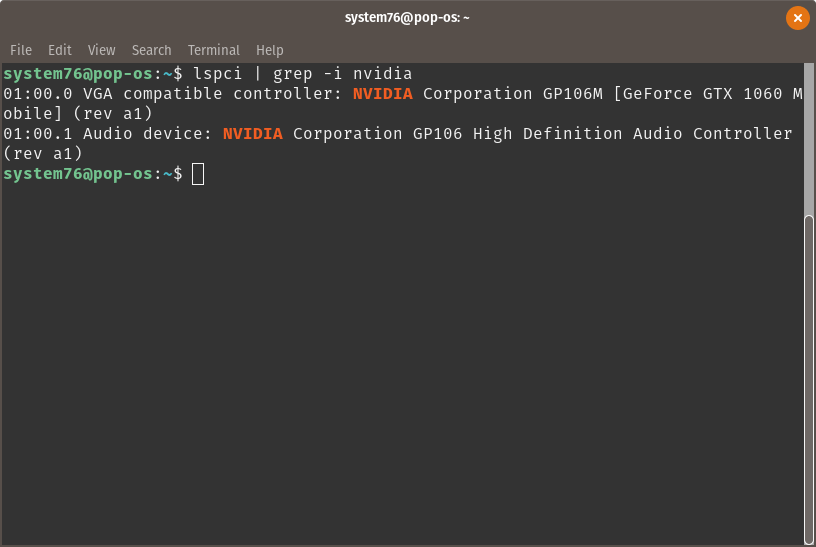 system76@pop-os: ~
File Edit View Search Terminal Help
system76@pop-os:~$ lspci | grep -i nvidia
01:00.0 VGA compatible controller: NVIDIA Corporation GP106M [GeForce GTX 1060 M
obile] (rev a1)
01:00.1 Audio device: NVIDIA Corporation GP106 High Definition Audio Controller
(rev a1)
system76@pop-os:~$